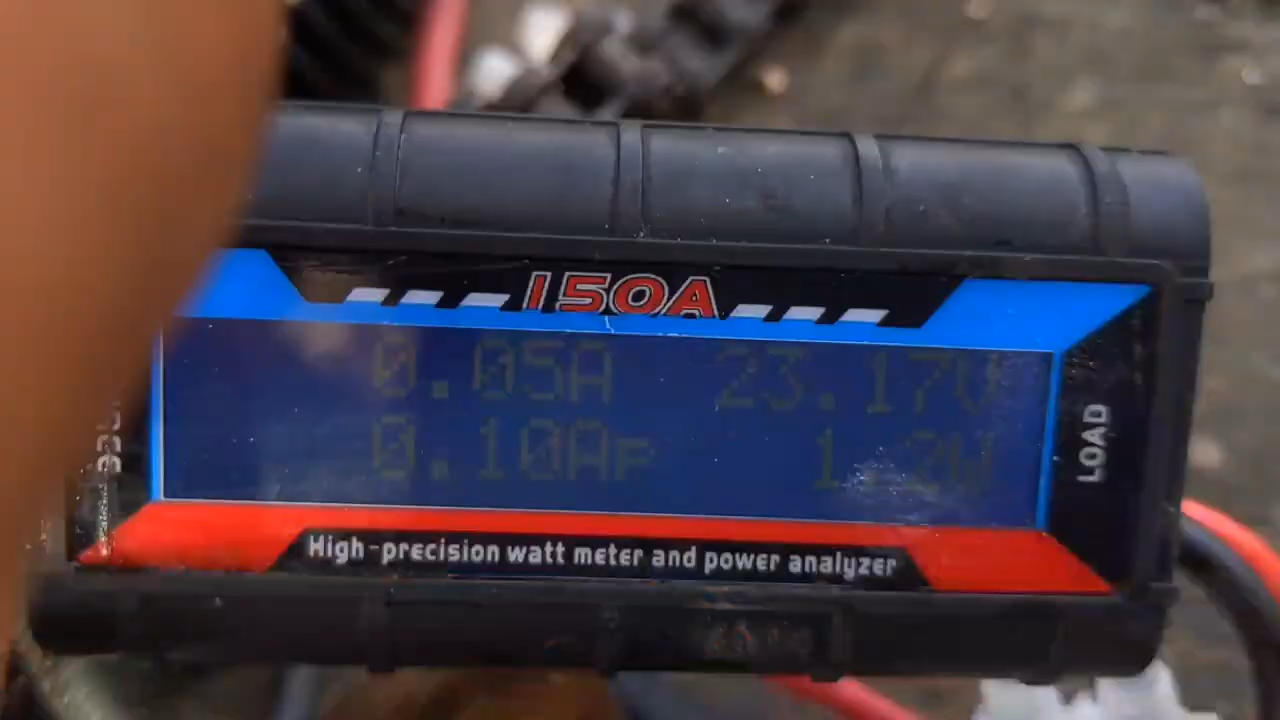 150A
0.05A 23.17V
0.10Ap 1.2W
LOAD
High-precision watt meter and power analyzer